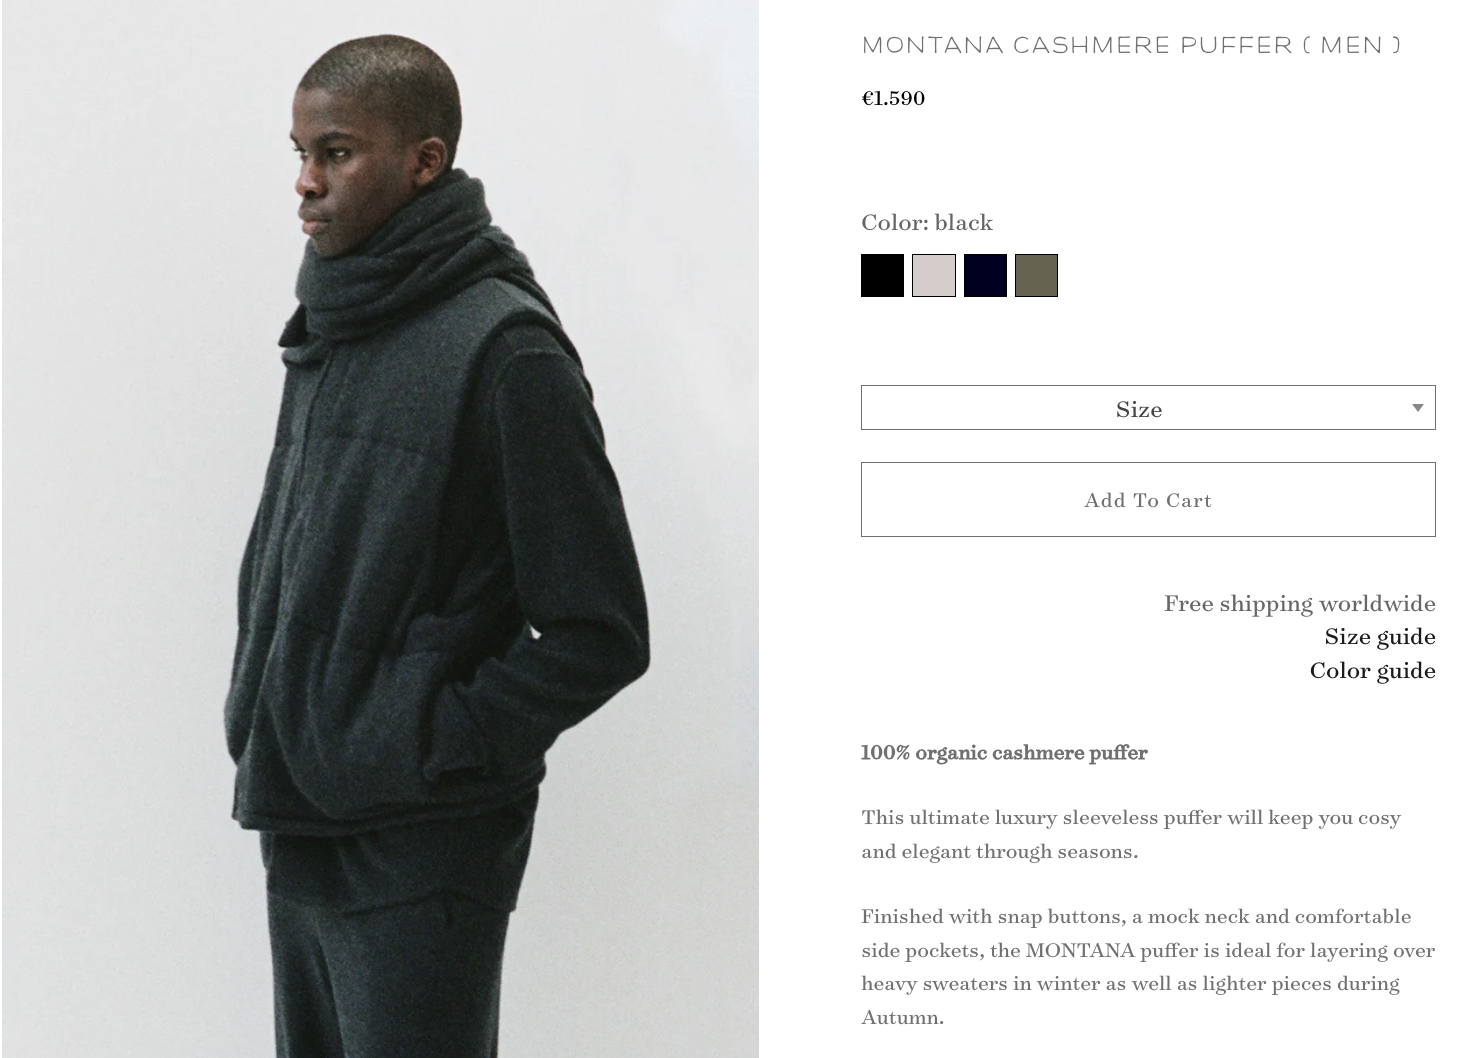 MONTANA CASHMERE PUFFER ( MEN )
€1.590
Color: black
Size
Add To Cart
Free shipping worldwide
Size guide
Color guide
100% organic cashmere puffer
This ultimate luxury sleeveless puffer will keep you cosy
and elegant through seasons.
Finished with snap buttons, a mock neck and comfortable
side pockets, the MONTANA puffer is ideal for layering over
heavy sweaters in winter as well as lighter pieces during
Autumn.